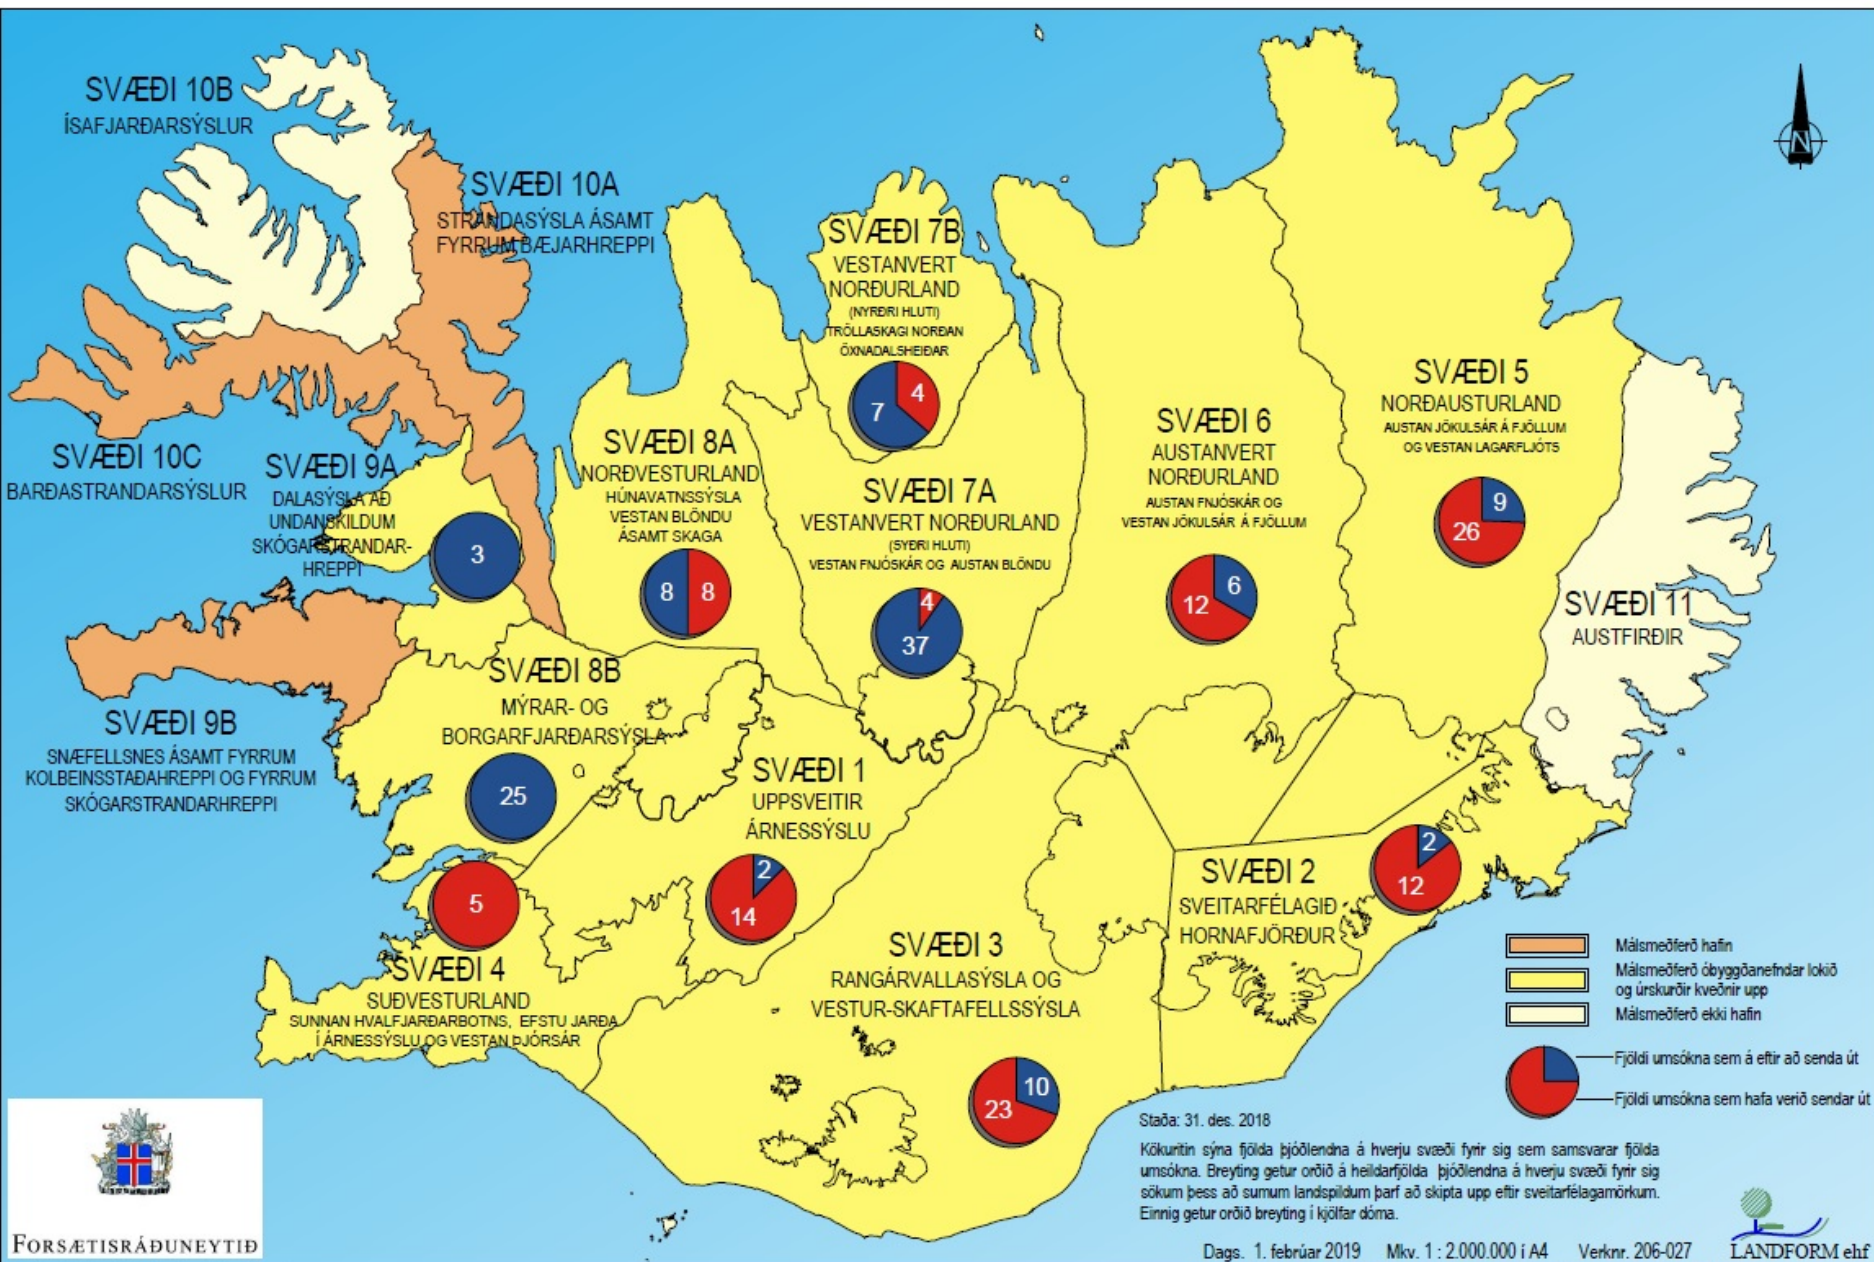 SVÆÐI 10B
ÍSAFJARÐARSÝSLUR
SVÆÐI 10A
STRANDASÝSLA ÁSAMT
FYRRUM BÆJARHREPPI
SVÆÐI 7B
VESTANVERT
NORÐURLAND
(NYRÐRI HLUTI)
TRÖLLASKAGI NORÐAN
ÖXNADALSHEIÐAR
4
7
SVÆÐI 5
NORÐAUSTURLAND
AUSTAN JÖKULSÁR Á FJÖLLUM
OG VESTAN LAGARFLJÓTS
9
26
SVÆÐI 6
AUSTANVERT
NORÐURLAND
AUSTAN FNJÓSKÁR OG
VESTAN JÖKULSÁR Á FJÖLLUM
6
12
SVÆÐI 10C
BARÐASTRANDARSÝSLUR
SVÆÐI 9A
DALASÝSLA AÐ
UNDANSKILDUM
SKÓGARSTRANDAR-
HREPPI
3
SVÆÐI 8A
NORÐVESTURLAND
HÚNAVATNSSÝSLA
VESTAN BLÖNDU
ÁSAMT SKAGA
8
8
SVÆÐI 7A
VESTANVERT NORÐURLAND
(SYÐRI HLUTI)
VESTAN FNJÓSKÁR OG AUSTAN BLÖNDU
4
37
SVÆÐI 11
AUSTFIRÐIR
SVÆÐI 9B
SNÆFELLSNES ÁSAMT FYRRUM
KOLBEINSSTAÐAHREPPI OG FYRRUM
SKÓGARSTRANDARHREPPI
SVÆÐI 8B
MÝRAR- OG
BORGARFJARÐARSÝSLA
25
SVÆÐI 1
UPPSVEITIR
ÁRNESSÝSLU
2
14
SVÆÐI 2
SVEITARFÉLAGIÐ
HORNAFJÖRÐUR
2
12
5
SVÆÐI 4
SUÐVESTURLAND
SUNNAN HVALFJARÐARBOTNS, EFSTU JARÐA
Í ÁRNESSÝSLU OG VESTAN ÞJÓRSÁR
SVÆÐI 3
RANGÁRVALLASÝSLA OG
VESTUR-SKAFTAFELLSSÝSLA
10
23
N
Málsmeðferð hafin
Málsmeðferð óbyggðanefndar lokið
og úrskurðir kveðnir upp
Málsmeðferð ekki hafin
Fjöldi umsókna sem á eftir að senda út
Fjöldi umsókna sem hafa verið sendar út
Staða: 31. des. 2018
Kökuritin sýna fjölda þjóðlendna á hverju svæði fyrir sig sem samsvarar fjölda
umsókna. Breyting getur orðið á heildarfjölda þjóðlendna á hverju svæði fyrir sig
sökum þess að sumum landspildum þarf að skipta upp eftir sveitarfélagamörkum.
Einnig getur orðið breyting í kjölfar dóma.
FORSÆTISRÁÐUNEYTIÐ
Dags. 1. febrúar 2019 Mkv. 1 : 2.000.000 í A4 Verknr. 206-027
LANDFORM ehf